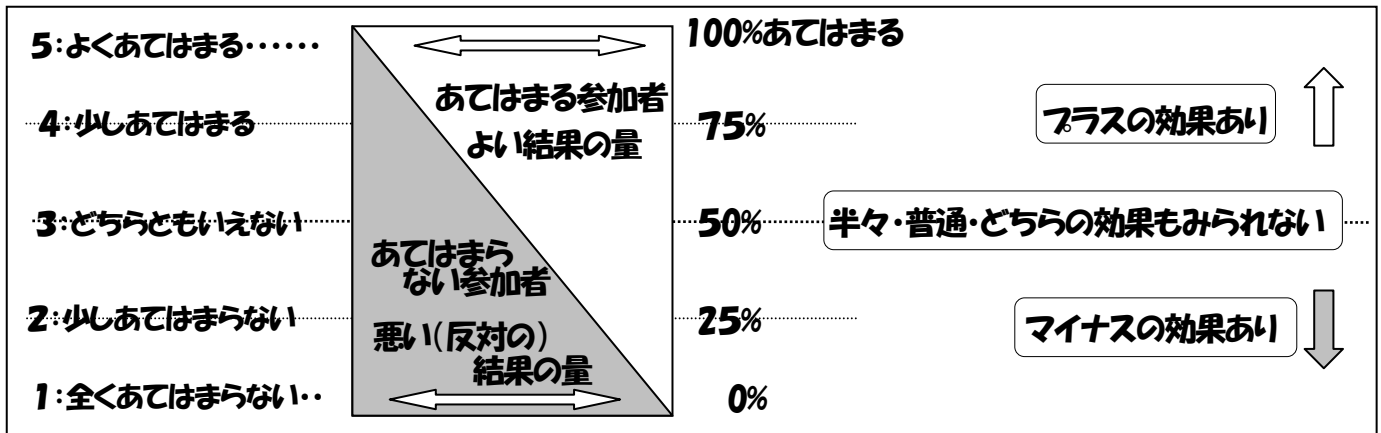 5:よくあてはまる・・・・・・
100%あてはまる
あてはまる参加者
よい結果の量
4:少しあてはまる
75%
プラスの効果あり
3:どちらともいえない
50%
半々・普通・どちらの効果もみられない
あてはまら
ない参加者
2:少しあてはまらない
25%
マイナスの効果あり
悪い(反対の)
結果の量
1:全くあてはまらない・・
0%